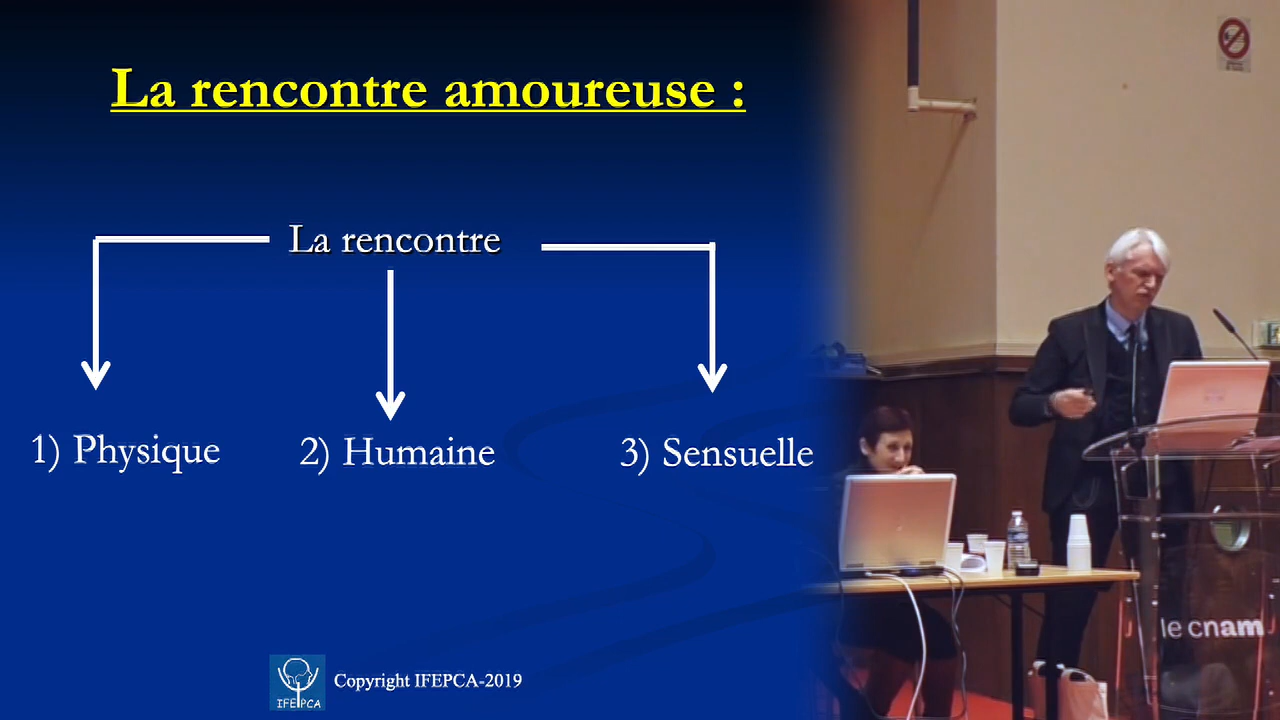 La rencontre amoureuse :
La rencontre
1) Physique
2) Humaine
3) Sensuelle
IFEPCA
Copyright IFEPCA-2019
le cnam